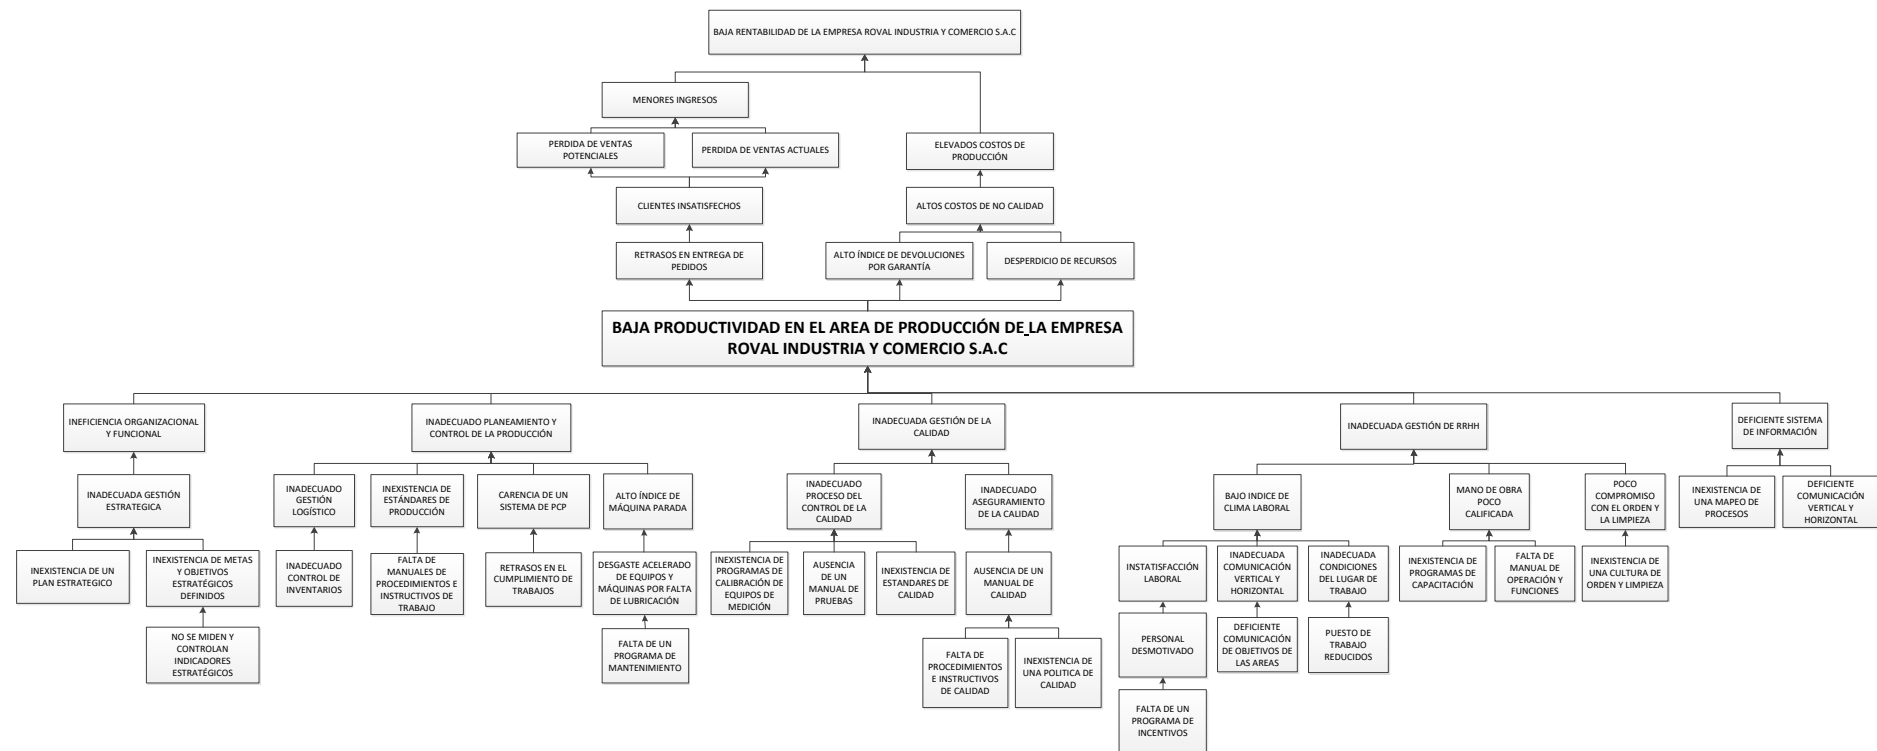 BAJA RENTABILIDAD DE LA EMPRESA ROVAL INDUSTRIA Y COMERCIO S.A.C
MENORES INGRESOS
PERDIDA DE VENTAS
POTENCIALES
PERDIDA DE VENTAS ACTUALES
ELEVADOS COSTOS DE
PRODUCCIÓN
CLIENTES INSATISFECHOS
ALTOS COSTOS DE NO CALIDAD
RETRASOS EN ENTREGA DE
PEDIDOS
ALTO ÍNDICE DE DEVOLUCIONES
POR GARANTÍA
DESPERDICIO DE RECURSOS
BAJA PRODUCTIVIDAD EN EL AREA DE PRODUCCIÓN DE LA EMPRESA
ROVAL INDUSTRIA Y COMERCIO S.A.C
INEFICIENCIA ORGANIZACIONAL
Y FUNCIONAL
INADECUADO PLANEAMIENTO Y
CONTROL DE LA PRODUCCIÓN
INADECUADA GESTIÓN DE LA
CALIDAD
INADECUADA GESTIÓN DE RRHH
DEFICIENTE SISTEMA
DE INFORMACIÓN
INADECUADA GESTIÓN
ESTRATEGICA
INADECUADO
GESTIÓN
LOGÍSTICO
INEXISTENCIA DE
ESTÁNDARES DE
PRODUCCIÓN
CARENCIA DE UN
SISTEMA DE PCP
ALTO ÍNDICE DE
MÁQUINA PARADA
INADECUADO
PROCESO DEL
CONTROL DE LA
CALIDAD
INADECUADO
ASEGURAMIENTO
DE LA CALIDAD
BAJO INDICE DE
CLIMA LABORAL
MANO DE OBRA
POCO
CALIFICADA
POCO
COMPROMISO
CON EL ORDEN Y
LA LIMPIEZA
INEXISTENCIA DE
UNA MAPEO DE
PROCESOS
DEFICIENTE
COMUNICACIÓN
VERTICAL Y
HORIZONTAL
INEXISTENCIA DE UN
PLAN ESTRATEGICO
INEXISTENCIA DE METAS
Y OBJETIVOS
ESTRATÉGICOS
DEFINIDOS
INADECUADO
CONTROL DE
INVENTARIOS
FALTA DE
MANUALES DE
PROCEDIMIENTOS E
INSTRUCTIVOS DE
TRABAJO
RETRASOS EN EL
CUMPLIMIENTO DE
TRABAJOS
DESGASTE ACELERADO
DE EQUIPOS Y
MÁQUINAS POR FALTA
DE LUBRICACIÓN
INEXISTENCIA DE
PROGRAMAS DE
CALIBRACIÓN DE
EQUIPOS DE
MEDICIÓN
AUSENCIA
DE UN
MANUAL DE
PRUEBAS
INEXISTENCIA DE
ESTANDARES DE
CALIDAD
AUSENCIA DE UN
MANUAL DE
CALIDAD
INSTATISFACCIÓN
LABORAL
INADECUADA
COMUNICACIÓN
VERTICAL Y
HORIZONTAL
INADECUADA
CONDICIONES
DEL LUGAR DE
TRABAJO
INEXISTENCIA DE
PROGRAMAS DE
CAPACITACIÓN
FALTA DE
MANUAL DE
OPERACIÓN Y
FUNCIONES
INEXISTENCIA DE
UNA CULTURA DE
ORDEN Y LIMPIEZA
NO SE MIDEN Y
CONTROLAN
INDICADORES
ESTRATÉGICOS
FALTA DE UN
PROGRAMA DE
MANTENIMIENTO
FALTA DE
PROCEDIMIENTOS
E INSTRUCTIVOS
DE CALIDAD
INEXISTENCIA DE
UNA POLITICA DE
CALIDAD
PERSONAL
DESMOTIVADO
DEFICIENTE
COMUNICACIÓN
DE OBJETIVOS DE
LAS AREAS
PUESTO DE
TRABAJO
REDUCIDOS
FALTA DE UN
PROGRAMA DE
INCENTIVOS